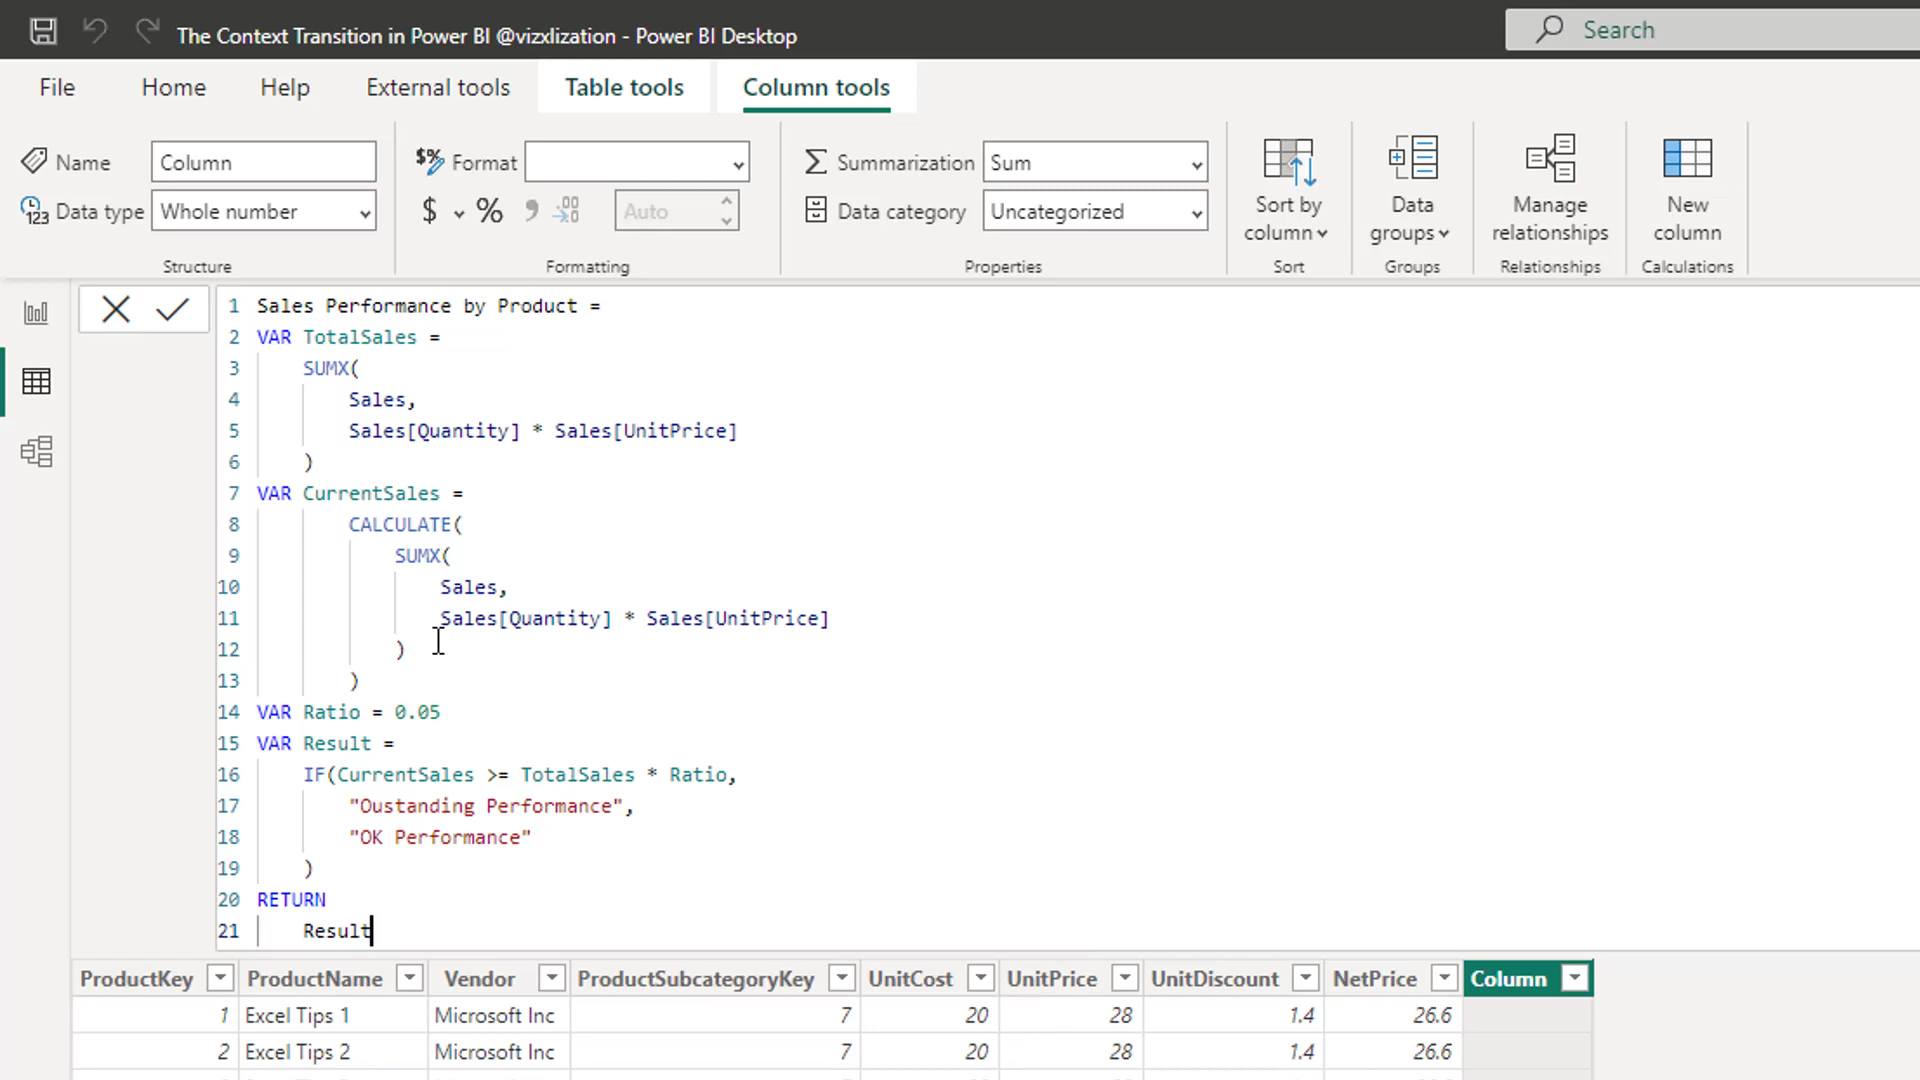 The Context Transition in Power BI @vizxlization - Power BI Desktop
Search
File Home Help External tools Table tools Column tools
Name Column
Data type Whole number
Structure
Format
$ % Auto
Formatting
Summarization Sum
Data category Uncategorized
Properties
Sort by
column
Sort
Data
groups
Groups
Manage
relationships
Relationships
New
column
Calculations
1 Sales Performance by Product =
2 VAR TotalSales =
3 SUMX(
4 Sales,
5 Sales[Quantity] * Sales[UnitPrice]
6 )
7 VAR CurrentSales =
8 CALCULATE(
9 SUMX(
10 Sales,
11 Sales[Quantity] * Sales[UnitPrice]
12 )
13 )
14 VAR Ratio = 0.05
15 VAR Result =
16 IF(CurrentSales >= TotalSales * Ratio,
17 "Oustanding Performance",
18 "OK Performance"
19 )
20 RETURN
21 Result
ProductKey ProductName Vendor ProductSubcategoryKey UnitCost UnitPrice UnitDiscount NetPrice Column
1 Excel Tips 1 Microsoft Inc 7 20 28 1.4 26.6
2 Excel Tips 2 Microsoft Inc 7 20 28 1.4 26.6